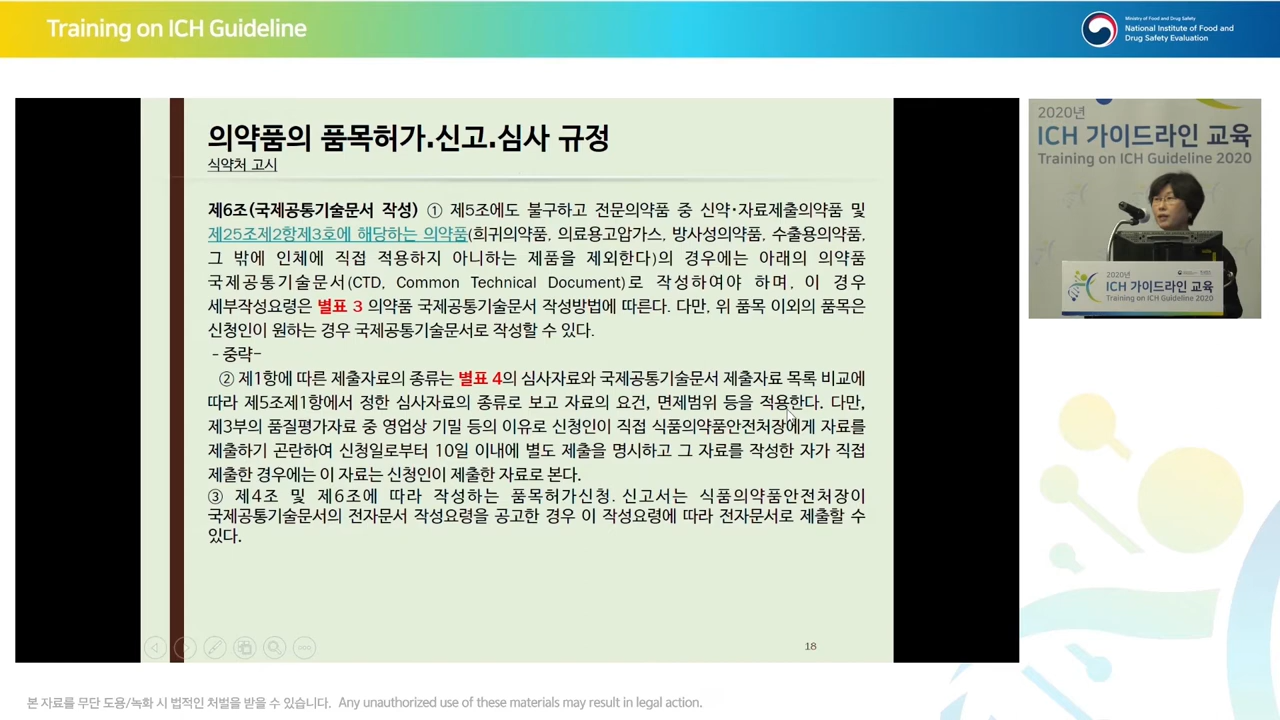 Training on ICH Guideline
Ministry of Food and Drug Safety
National Institute of Food and
Drug Safety Evaluation
의약품의 품목허가.신고.심사 규정
식약처 고시
제6조(국제공통기술문서 작성) ① 제5조에도 불구하고 전문의약품 중 신약·자료제출의약품 및
제25조제2항제3호에 해당하는 의약품(희귀의약품, 의료용고압가스, 방사성의약품, 수출용의약품,
그 밖에 인체에 직접 적용하지 아니하는 제품을 제외한다)의 경우에는 아래의 의약품
국제공통기술문서(CTD, Common Technical Document)로 작성하여야 하며, 이 경우
세부작성요령은 별표 3 의약품 국제공통기술문서 작성방법에 따른다. 다만, 위 품목 이외의 품목은
신청인이 원하는 경우 국제공통기술문서로 작성할 수 있다.
- 중략-
② 제1항에 따른 제출자료의 종류는 별표 4의 심사자료와 국제공통기술문서 제출자료 목록 비교에
따라 제5조제1항에서 정한 심사자료의 종류로 보고 자료의 요건, 면제범위 등을 적용한다. 다만,
제3부의 품질평가자료 중 영업상 기밀 등의 이유로 신청인이 직접 식품의약품안전처장에게 자료를
제출하기 곤란하여 신청일로부터 10일 이내에 별도 제출을 명시하고 그 자료를 작성한 자가 직접
제출한 경우에는 이 자료는 신청인이 제출한 자료로 본다.
③ 제4조 및 제6조에 따라 작성하는 품목허가신청. 신고서는 식품의약품안전처장이
국제공통기술문서의 전자문서 작성요령을 공고한 경우 이 작성요령에 따라 전자문서로 제출할 수
있다.
18
2020년
ICH 가이드라인 교육
Training on ICH Guideline 2020
2020년
ICH 가이드라인 교육
Training on ICH Guideline 2020
본 자료를 무단 도용/녹화 시 법적인 처벌을 받을 수 있습니다. Any unauthorized use of these materials may result in legal action.